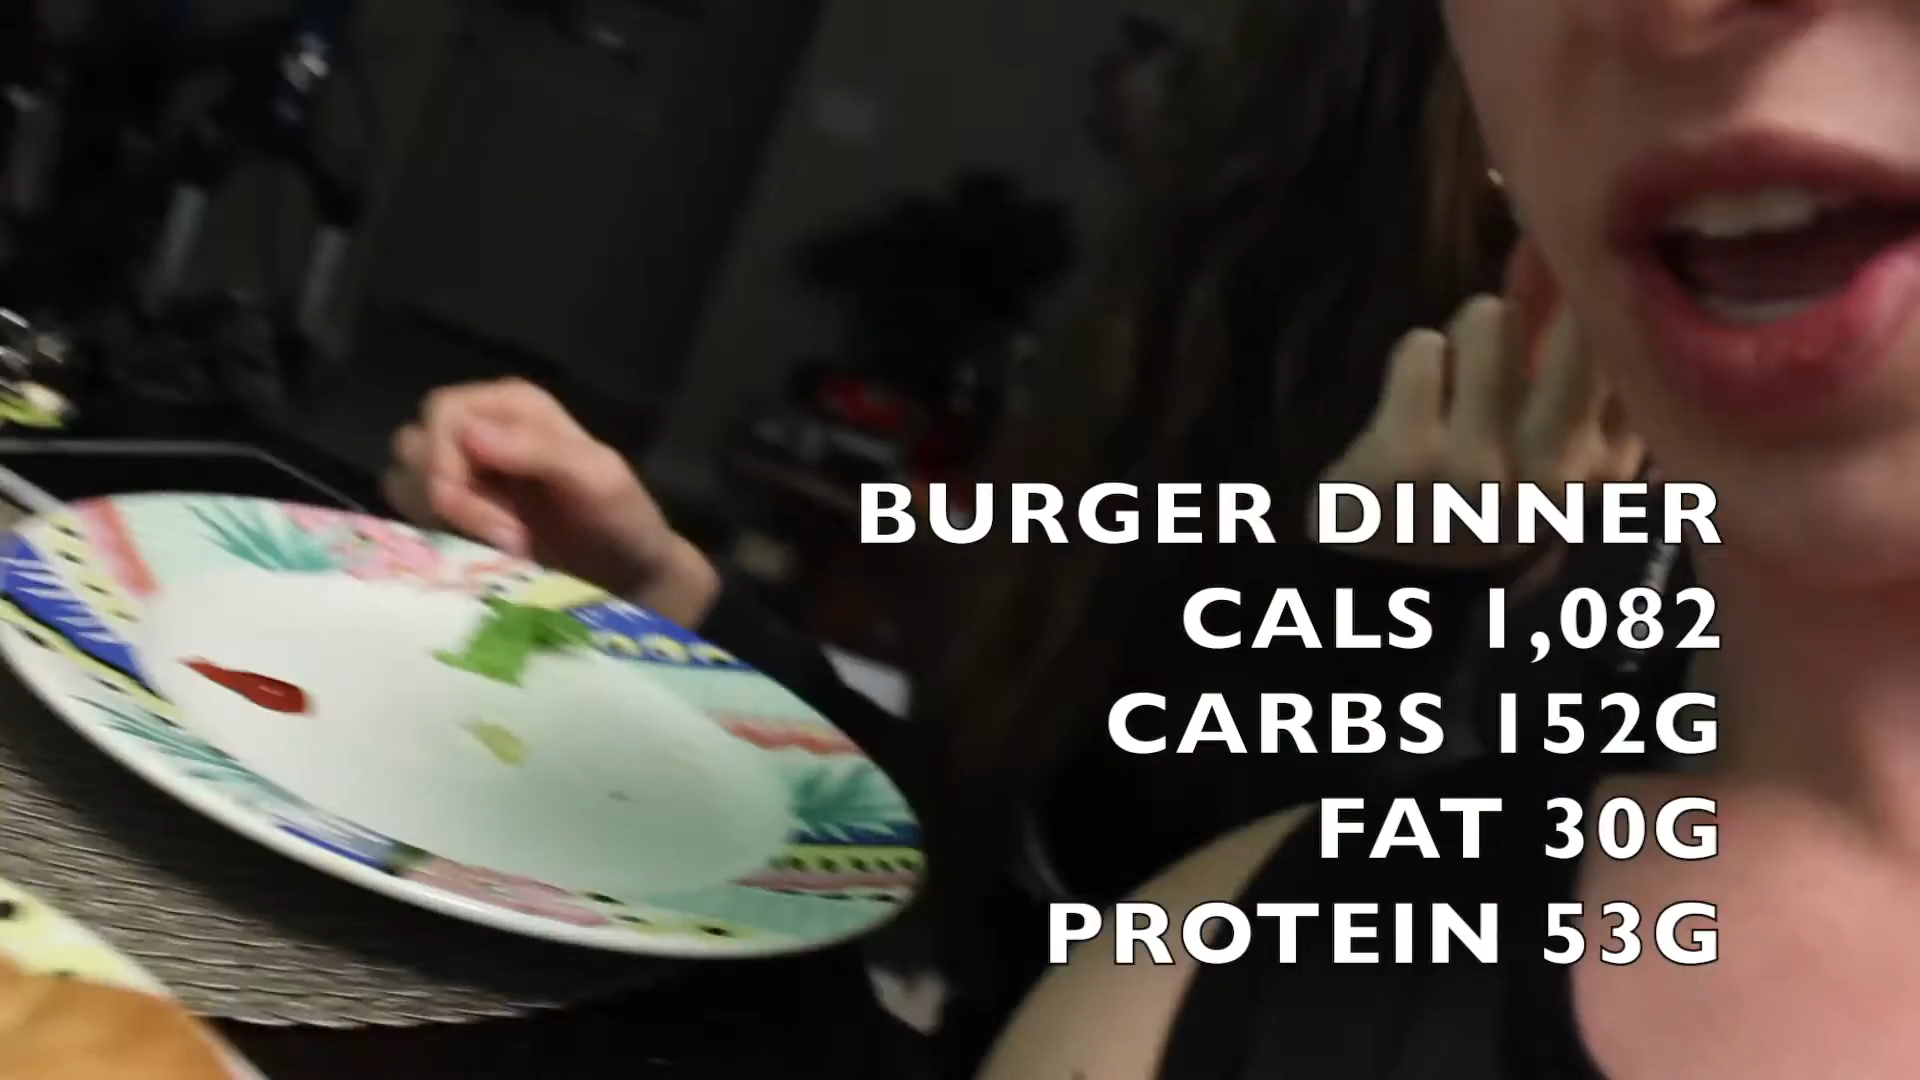 BURGER DINNER
CALS 1,082
CARBS 152G
FAT 30G
PROTEIN 53G